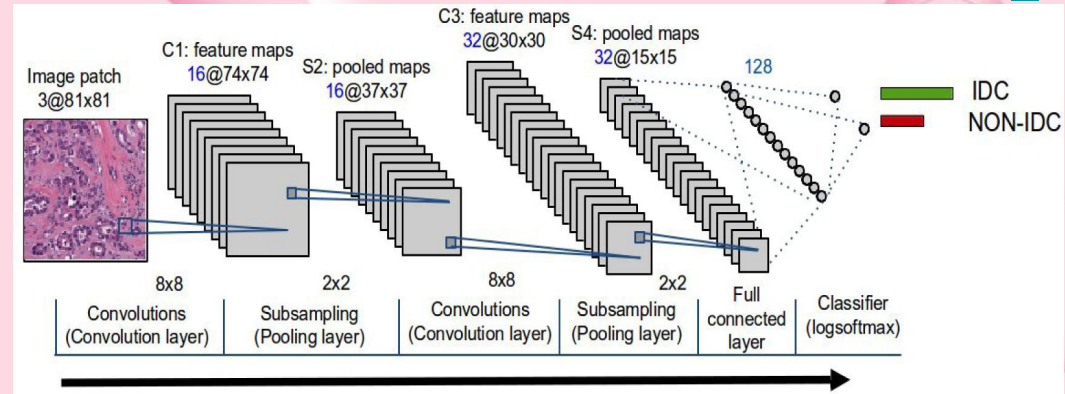 Image patch
3@81x81
C1: feature maps
16@74x74
S2: pooled maps
16@37x37
C3: feature maps
32@30x30
S4: pooled maps
32@15x15
128
IDC
NON-IDC
8x8
2x2
8x8
2x2
Convolutions
(Convolution layer)
Subsampling
(Pooling layer)
Convolutions
(Convolution layer)
Subsampling
(Pooling layer)
Full
connected
layer
Classifier
(logsoftmax)